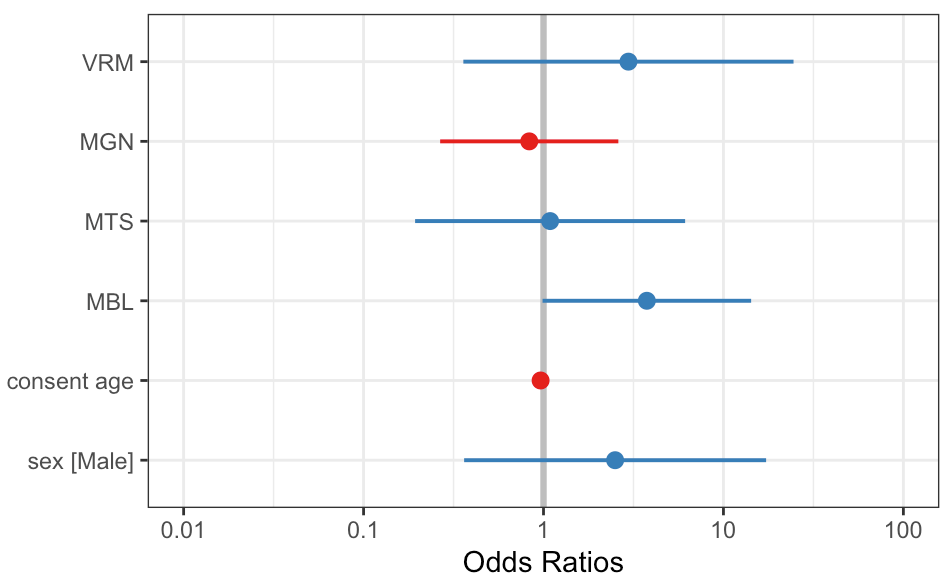 VRM
MGN
MTS
MBL
consent age
sex [Male]
0.01 0.1 1 10 100
Odds Ratios